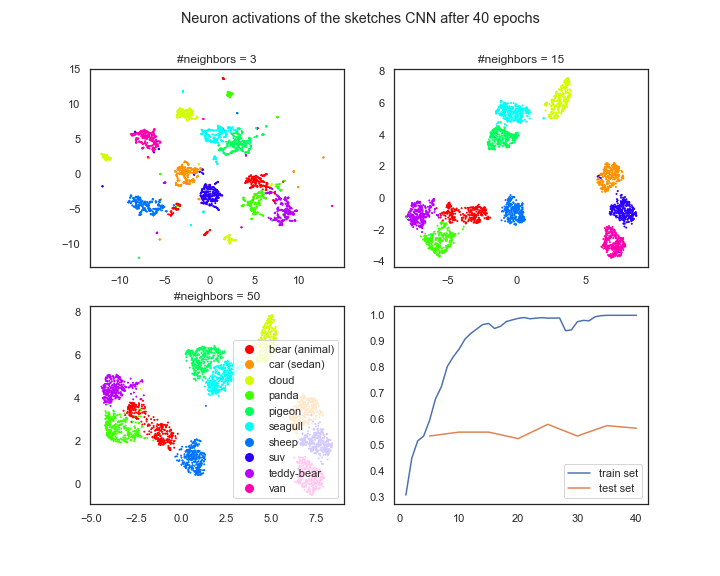 Neuron activations of the sketches CNN after 40 epochs
#neighbors = 3
15
10
5
0
−5
−10
−10
−5
0
5
10
#neighbors = 15
8
6
4
2
0
−2
−4
−5
0
5
#neighbors = 50
8
6
4
2
0
−5.0
−2.5
0.0
2.5
5.0
7.5
bear (animal)
car (sedan)
cloud
panda
pigeon
seagull
sheep
suv
teddy-bear
van
1.0
0.9
0.8
0.7
0.6
0.5
0.4
0.3
0
10
20
30
40
train set
test set